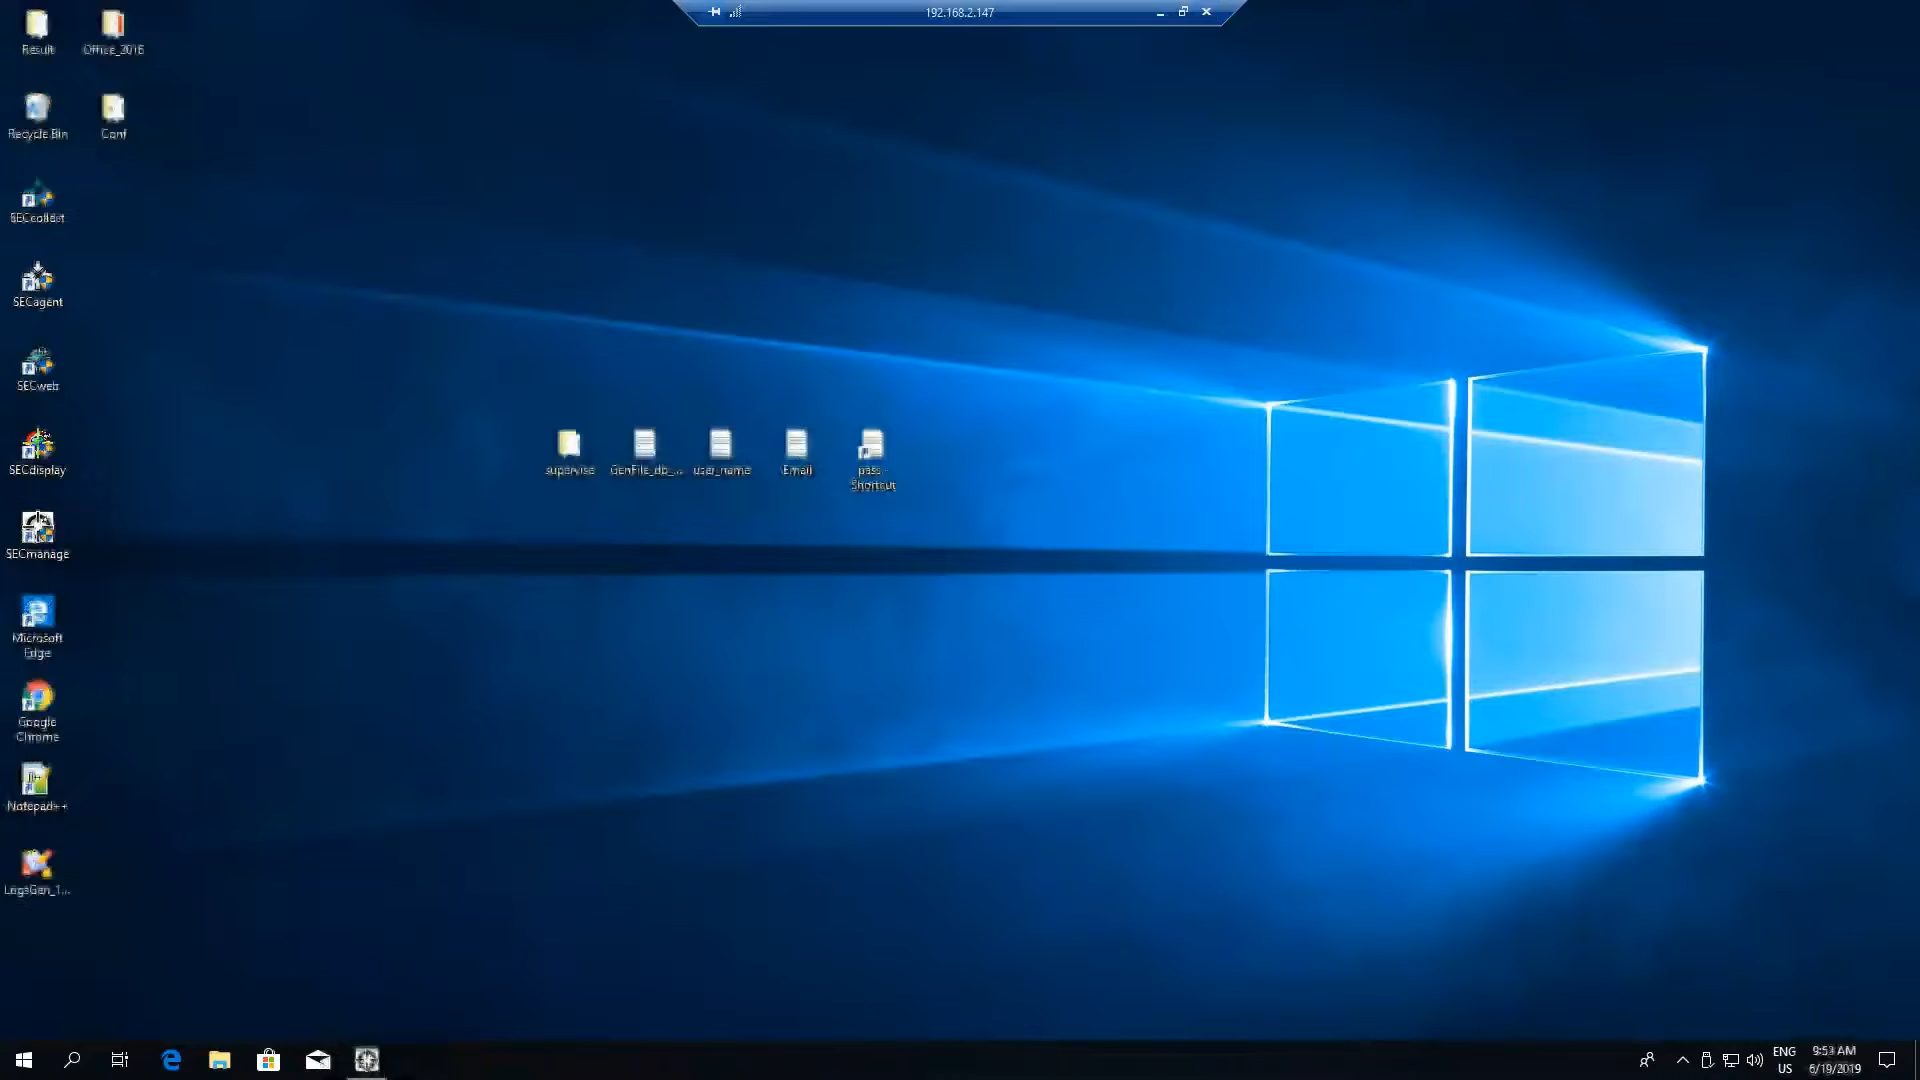 192.168.2.147
Result
Office_2016
Recycle Bin
Conf
SECcollect
SECagent
SECweb
SECdisplay
supervise
GenFile_db_...
user_name
Email
pass -
Shortcut
SECmanage
Microsoft
Edge
Google
Chrome
Notepad++
LogsGen_1...
ENG
US
9:53 AM
6/19/2019